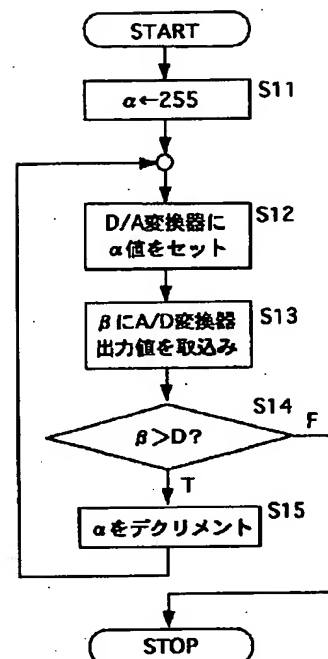 START
α←255
S11
D/A変換器に
α値をセット
S12
βにA/D変換器
出力値を取込み
S13
β>D?
S14
F
T
αをデクリメント
S15
STOP